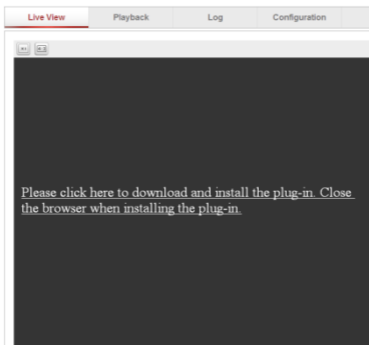 Live View
Playback
Log
Configuration
Please click here to download and install the plug-in. Close
the browser when installing the plug-in.